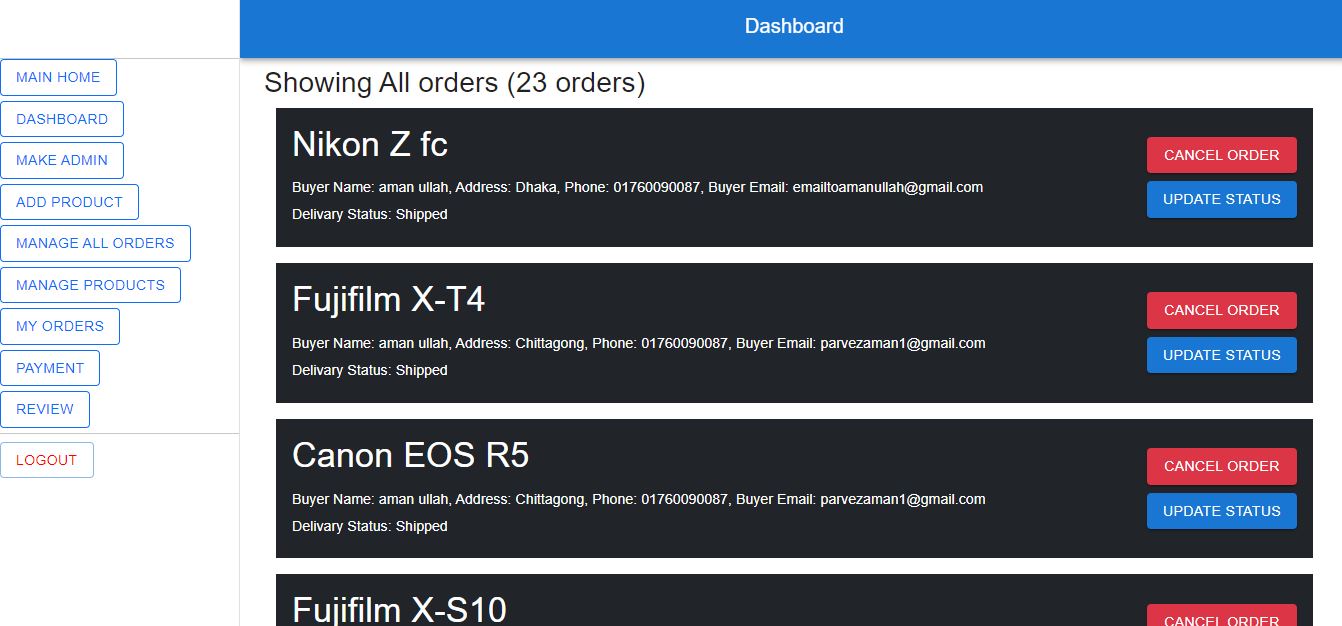 Dashboard
MAIN HOME
DASHBOARD
MAKE ADMIN
ADD PRODUCT
MANAGE ALL ORDERS
MANAGE PRODUCTS
MY ORDERS
PAYMENT
REVIEW
LOGOUT
Showing All orders (23 orders)
Nikon Z fc
Buyer Name: aman ullah, Address: Dhaka, Phone: 01760090087, Buyer Email: emailtoamanullah@gmail.com
Delivary Status: Shipped
CANCEL ORDER
UPDATE STATUS
Fujifilm X-T4
Buyer Name: aman ullah, Address: Chittagong, Phone: 01760090087, Buyer Email: parvezaman1@gmail.com
Delivary Status: Shipped
CANCEL ORDER
UPDATE STATUS
Canon EOS R5
Buyer Name: aman ullah, Address: Chittagong, Phone: 01760090087, Buyer Email: parvezaman1@gmail.com
Delivary Status: Shipped
CANCEL ORDER
UPDATE STATUS
Fujifilm X-S10
CANCEL ORDER